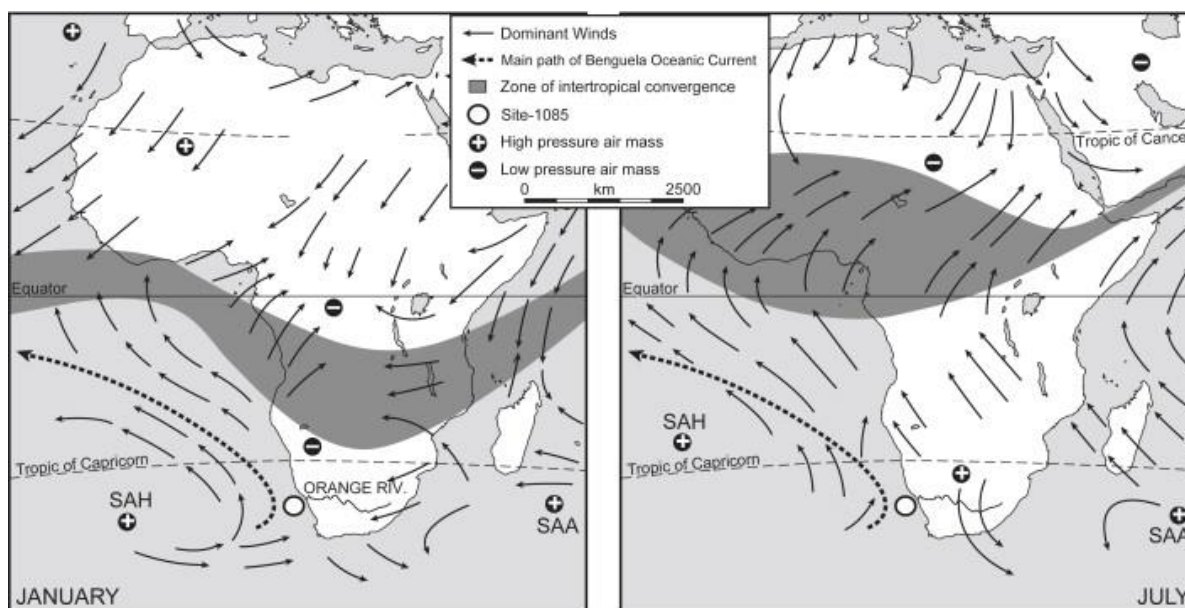 Dominant Winds
Main path of Benguela Oceanic Current
Zone of intertropical convergence
Site-1085
High pressure air mass
Low pressure air mass
0 km 2500
Equator
Tropic of Capricorn
SAH
ORANGE RIV.
SAA
JANUARY
Tropic of Cance
Equator
SAH
Tropic of Capricorn
SAA
JULY